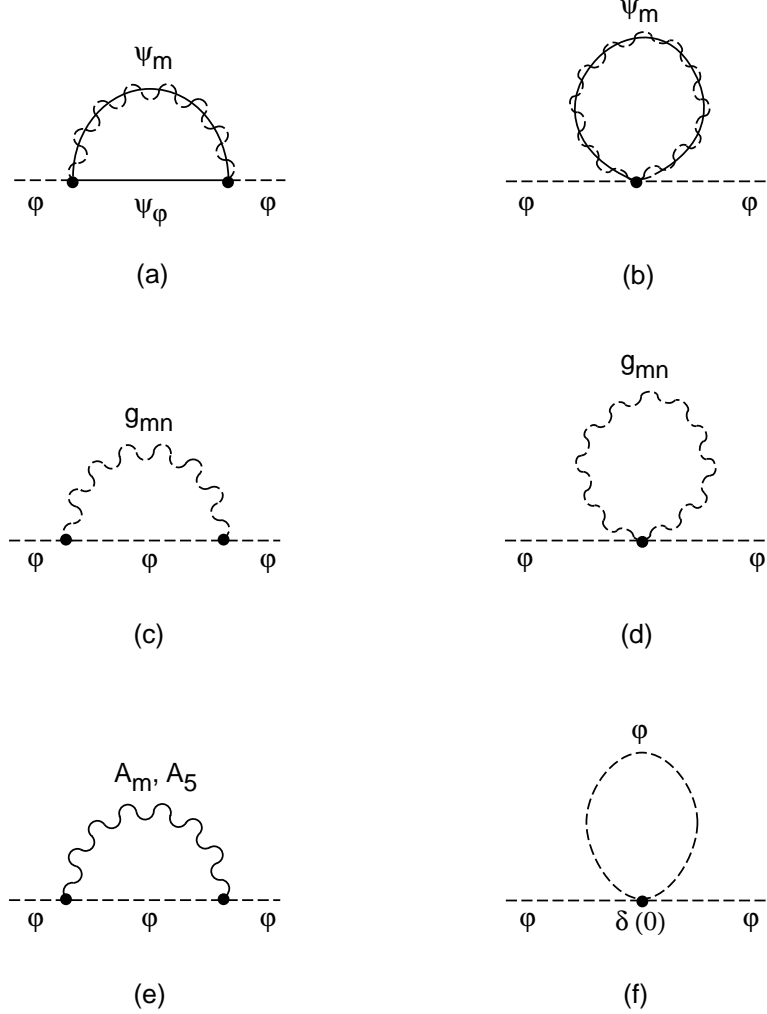 ψm ψm
φ ψφ φ φ φ
(a) (b)
gmn gmn
φ φ φ φ φ
(c) (d)
Am, A5 φ
φ φ φ φ δ (0) φ
(e) (f)